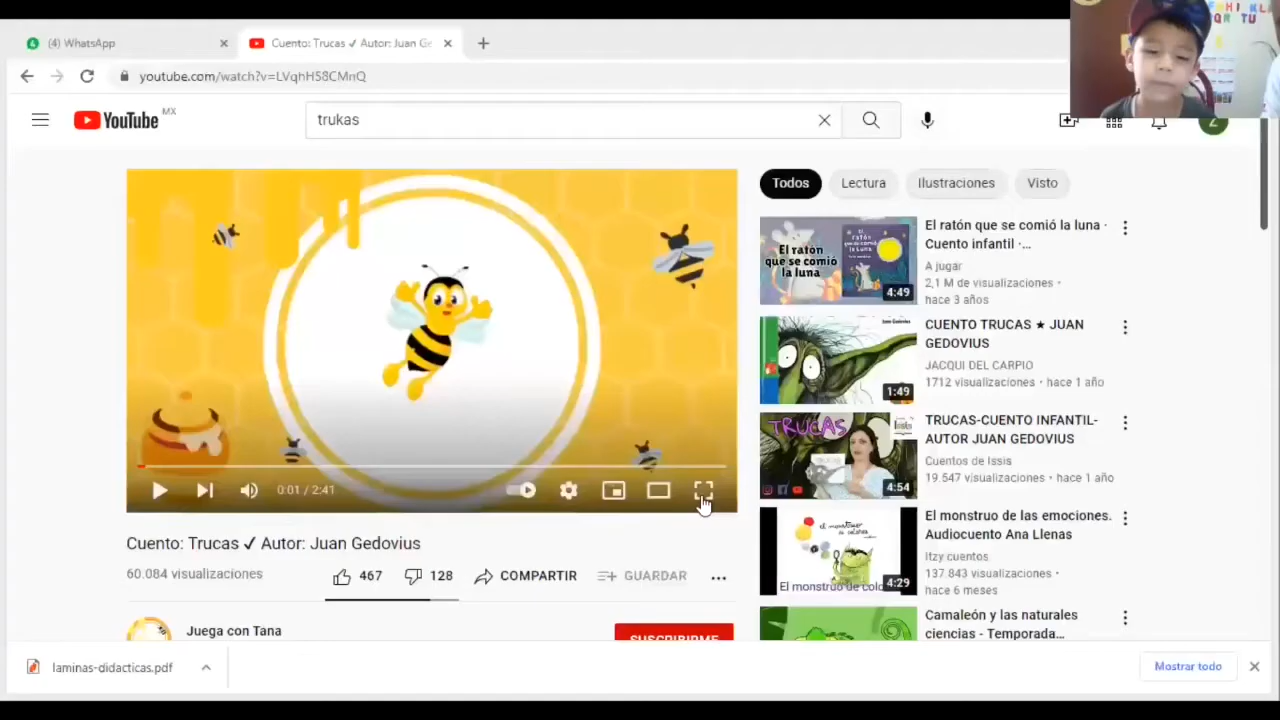 (4) WhatsApp
Cuento: Trucas ✓ Autor: Juan Ge
youtube.com/watch?v=LVqhH58CMnQ
YouTube MX
trukas
Todos
Lectura
Ilustraciones
Visto
El ratón que se comió la luna
4:49
El ratón que se comió la luna ·
Cuento infantil ·...
A jugar
2,1 M de visualizaciones ·
hace 3 años
1:49
CUENTO TRUCAS ★ JUAN
GEDOVIUS
JACQUI DEL CARPIO
1712 visualizaciones · hace 1 año
TRUCAS
4:54
TRUCAS-CUENTO INFANTIL-
AUTOR JUAN GEDOVIUS
Cuentos de Issis
19.547 visualizaciones · hace 1 año
El monstruo de colo
4:29
El monstruo de las emociones.
Audiocuento Ana Llenas
Itzy cuentos
137.843 visualizaciones ·
hace 6 meses
Camaleón y las naturales
ciencias - Temporada...
0:01 / 2:41
Cuento: Trucas ✓ Autor: Juan Gedovius
60.084 visualizaciones
467
128
COMPARTIR
GUARDAR
Juega con Tana
SUSCRIBIRME
laminas-didacticas.pdf
Mostrar todo